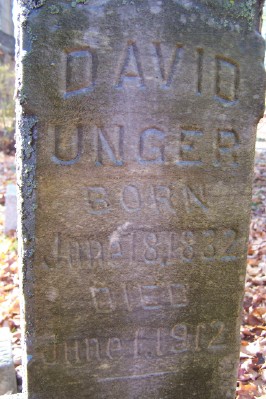 DAVID
UNGER
BORN
June 18, 1832
DIED
June 1, 1912